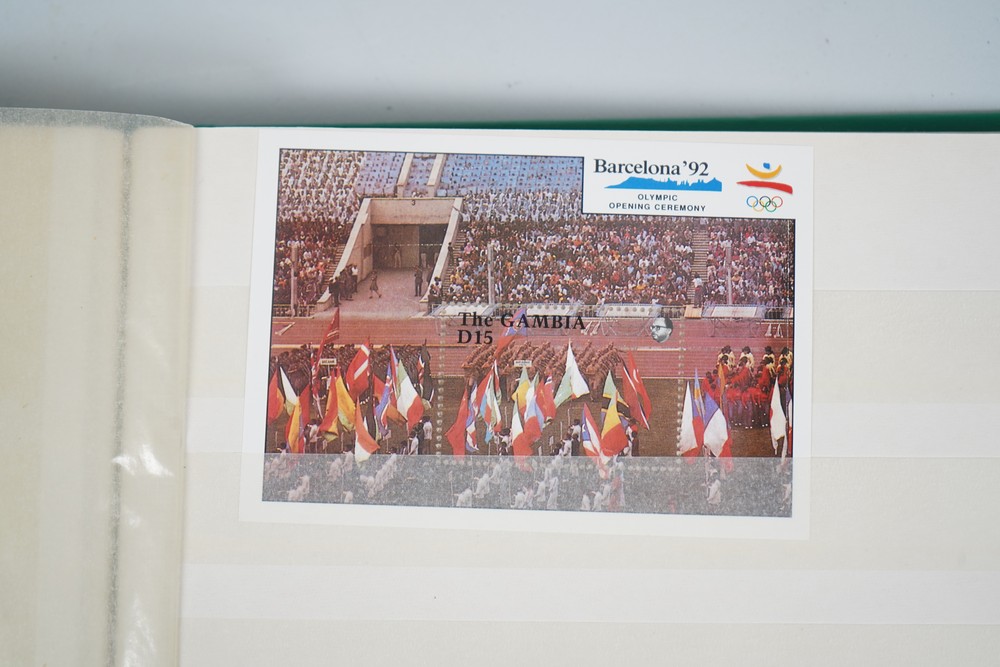 Barcelona '92
OLYMPIC
OPENING CEREMONY
The GAMBIA
D15